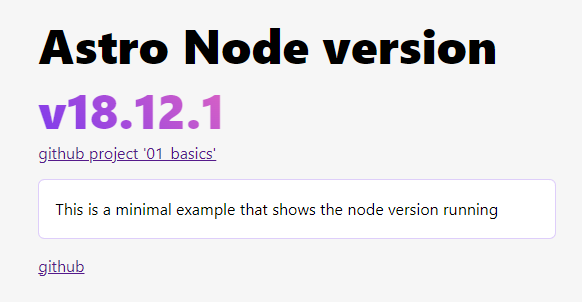 Astro Node version
v18.12.1
github project '01_basics'
This is a minimal example that shows the node version running
github